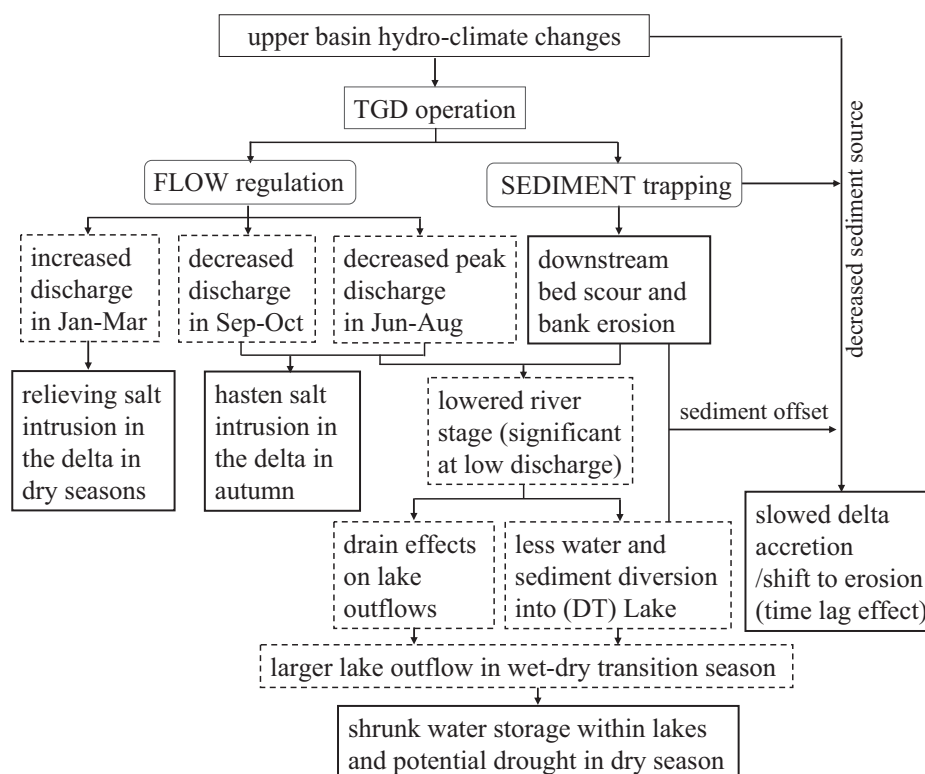 upper basin hydro-climate changes
TGD operation
decreased sediment source
FLOW regulation
SEDIMENT trapping
increased
discharge
in Jan-Mar
decreased
discharge
in Sep-Oct
decreased peak
discharge
in Jun-Aug
downstream
bed scour and
bank erosion
relieving salt
intrusion in
the delta in
dry seasons
hasten salt
intrusion in
the delta in
autumn
lowered river
stage (significant
at low discharge)
sediment offset
drain effects
on lake
outflows
less water and
sediment diversion
into (DT) Lake
slowed delta
accretion
/shift to erosion
(time lag effect)
larger lake outflow in wet-dry transition season
shrunk water storage within lakes
and potential drought in dry season